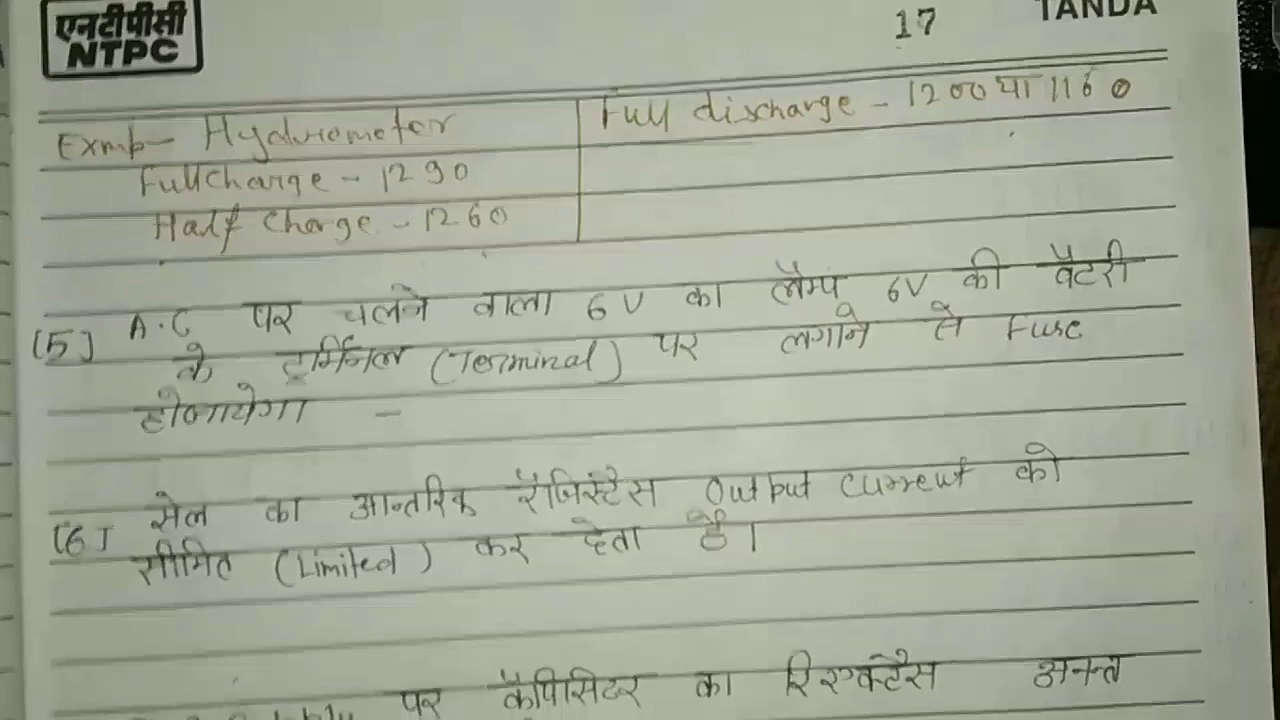 एनटीपीसी
NTPC
17
TANDA
Exmp- Hydrometer
Full discharge - 1200 या 1160
Full Charge - 1290
Half Charge - 1260
(5) A.C पर चलने वाला 6V का लैम्प 6V की बैटरी
के टर्मिनल (Terminal) पर लगाने से Fuse
होजायेगा -
(6) सेल का आन्तरिक रैजिस्टैंस Output current को
सीमित (Limited) कर देता है।
पर कैपिसिटर का रिएक्टैंस अनन्त